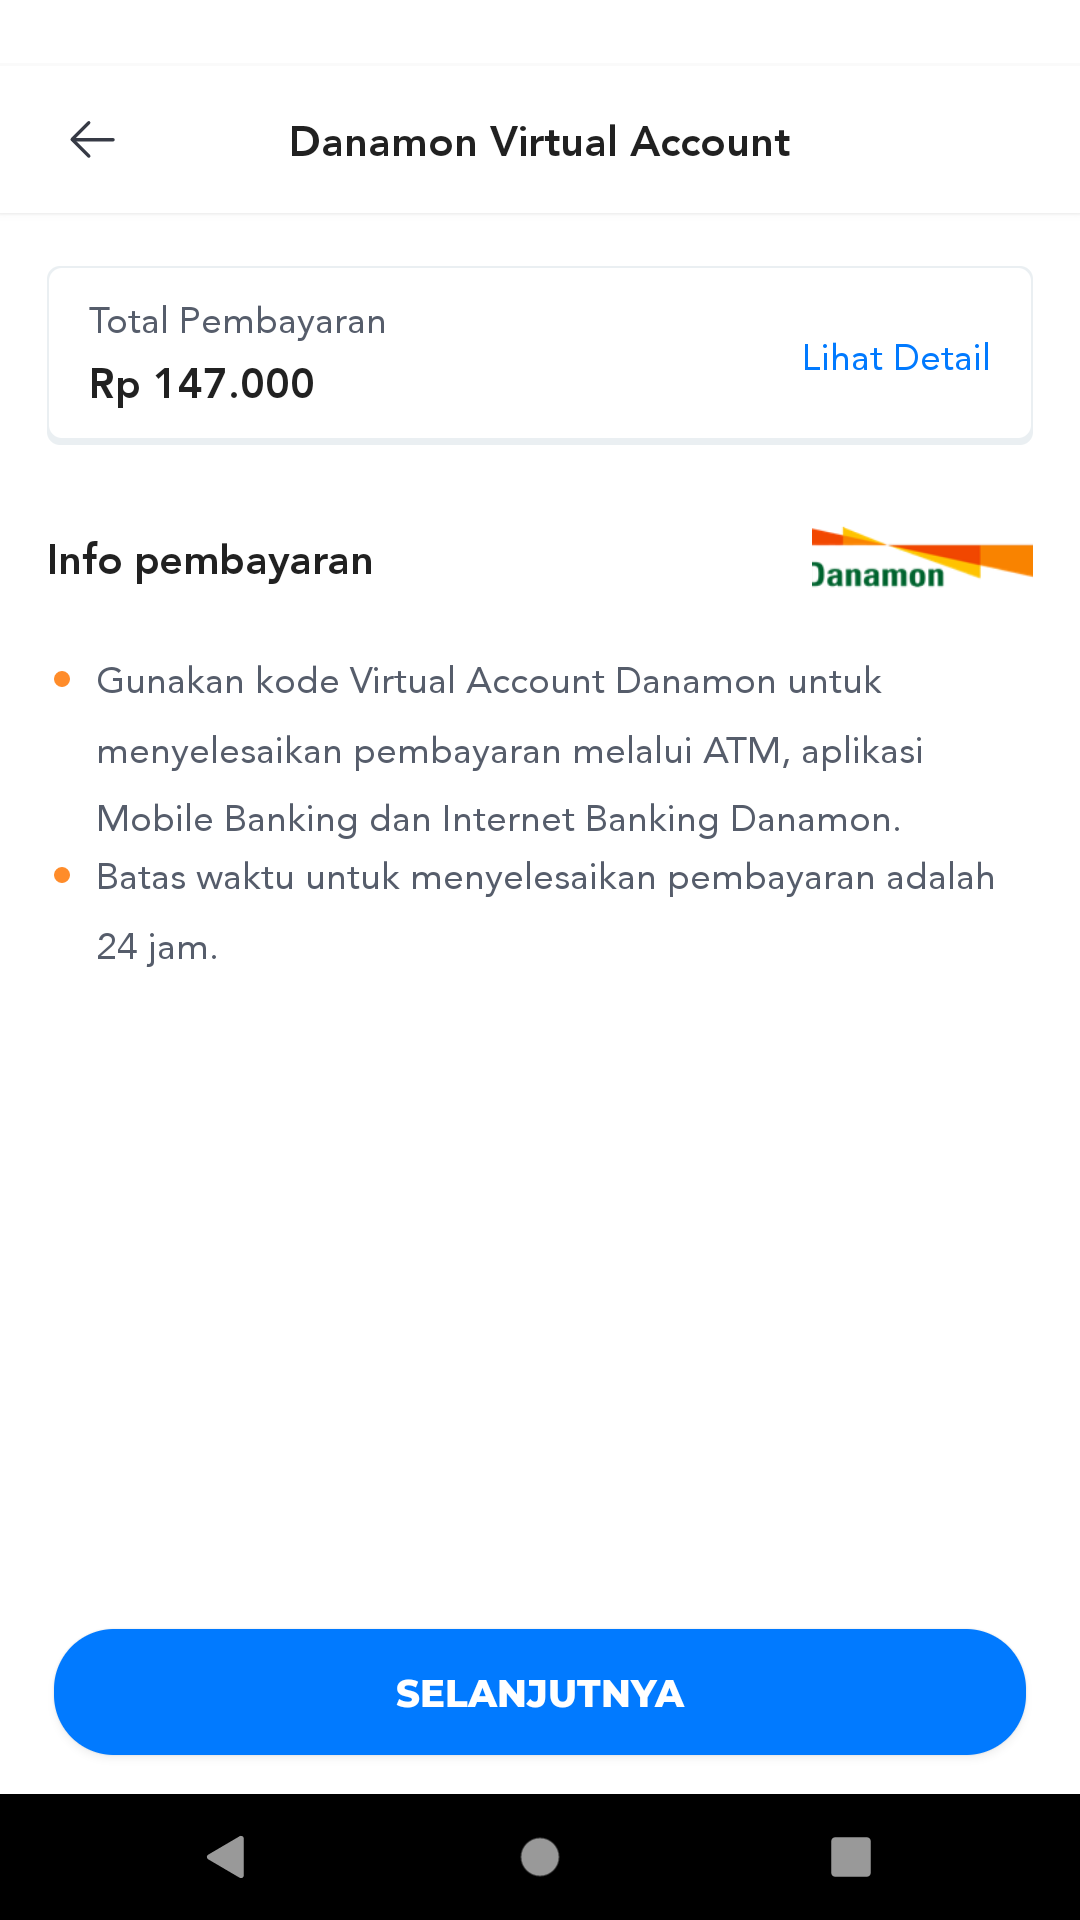 Danamon Virtual Account
Total Pembayaran
Rp 147.000
Lihat Detail
Info pembayaran
Danamon
Gunakan kode Virtual Account Danamon untuk
menyelesaikan pembayaran melalui ATM, aplikasi
Mobile Banking dan Internet Banking Danamon.
Batas waktu untuk menyelesaikan pembayaran adalah
24 jam.
SELANJUTNYA